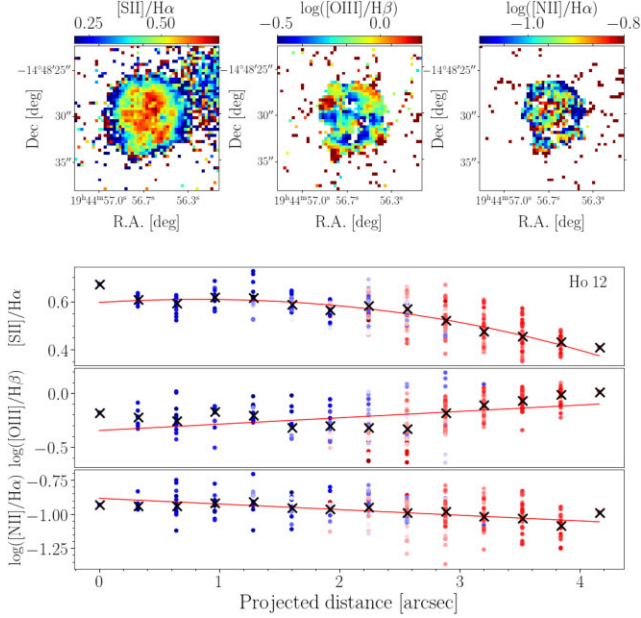 [SII]/Hα log([OIII]/Hβ) log([NII]/Hα)
0.25 0.50 −0.5 0.0 −1.0 −0.8
−14°48'25" −14°48'25" −14°48'25"
Dec [deg] 30" Dec [deg] 30" Dec [deg] 30"
35" 35" 35"
19ʰ44ᵐ57.0ˢ 56.7ˢ 56.3ˢ 19ʰ44ᵐ57.0ˢ 56.7ˢ 56.3ˢ 19ʰ44ᵐ57.0ˢ 56.7ˢ 56.3ˢ
R.A. [deg] R.A. [deg] R.A. [deg]
Ho 12
[SII]/Hα
0.6
0.4
log([OIII]/Hβ)
0.0
−0.5
log([NII]/Hα)
−0.75
−1.00
−1.25
0 1 2 3 4
Projected distance [arcsec]